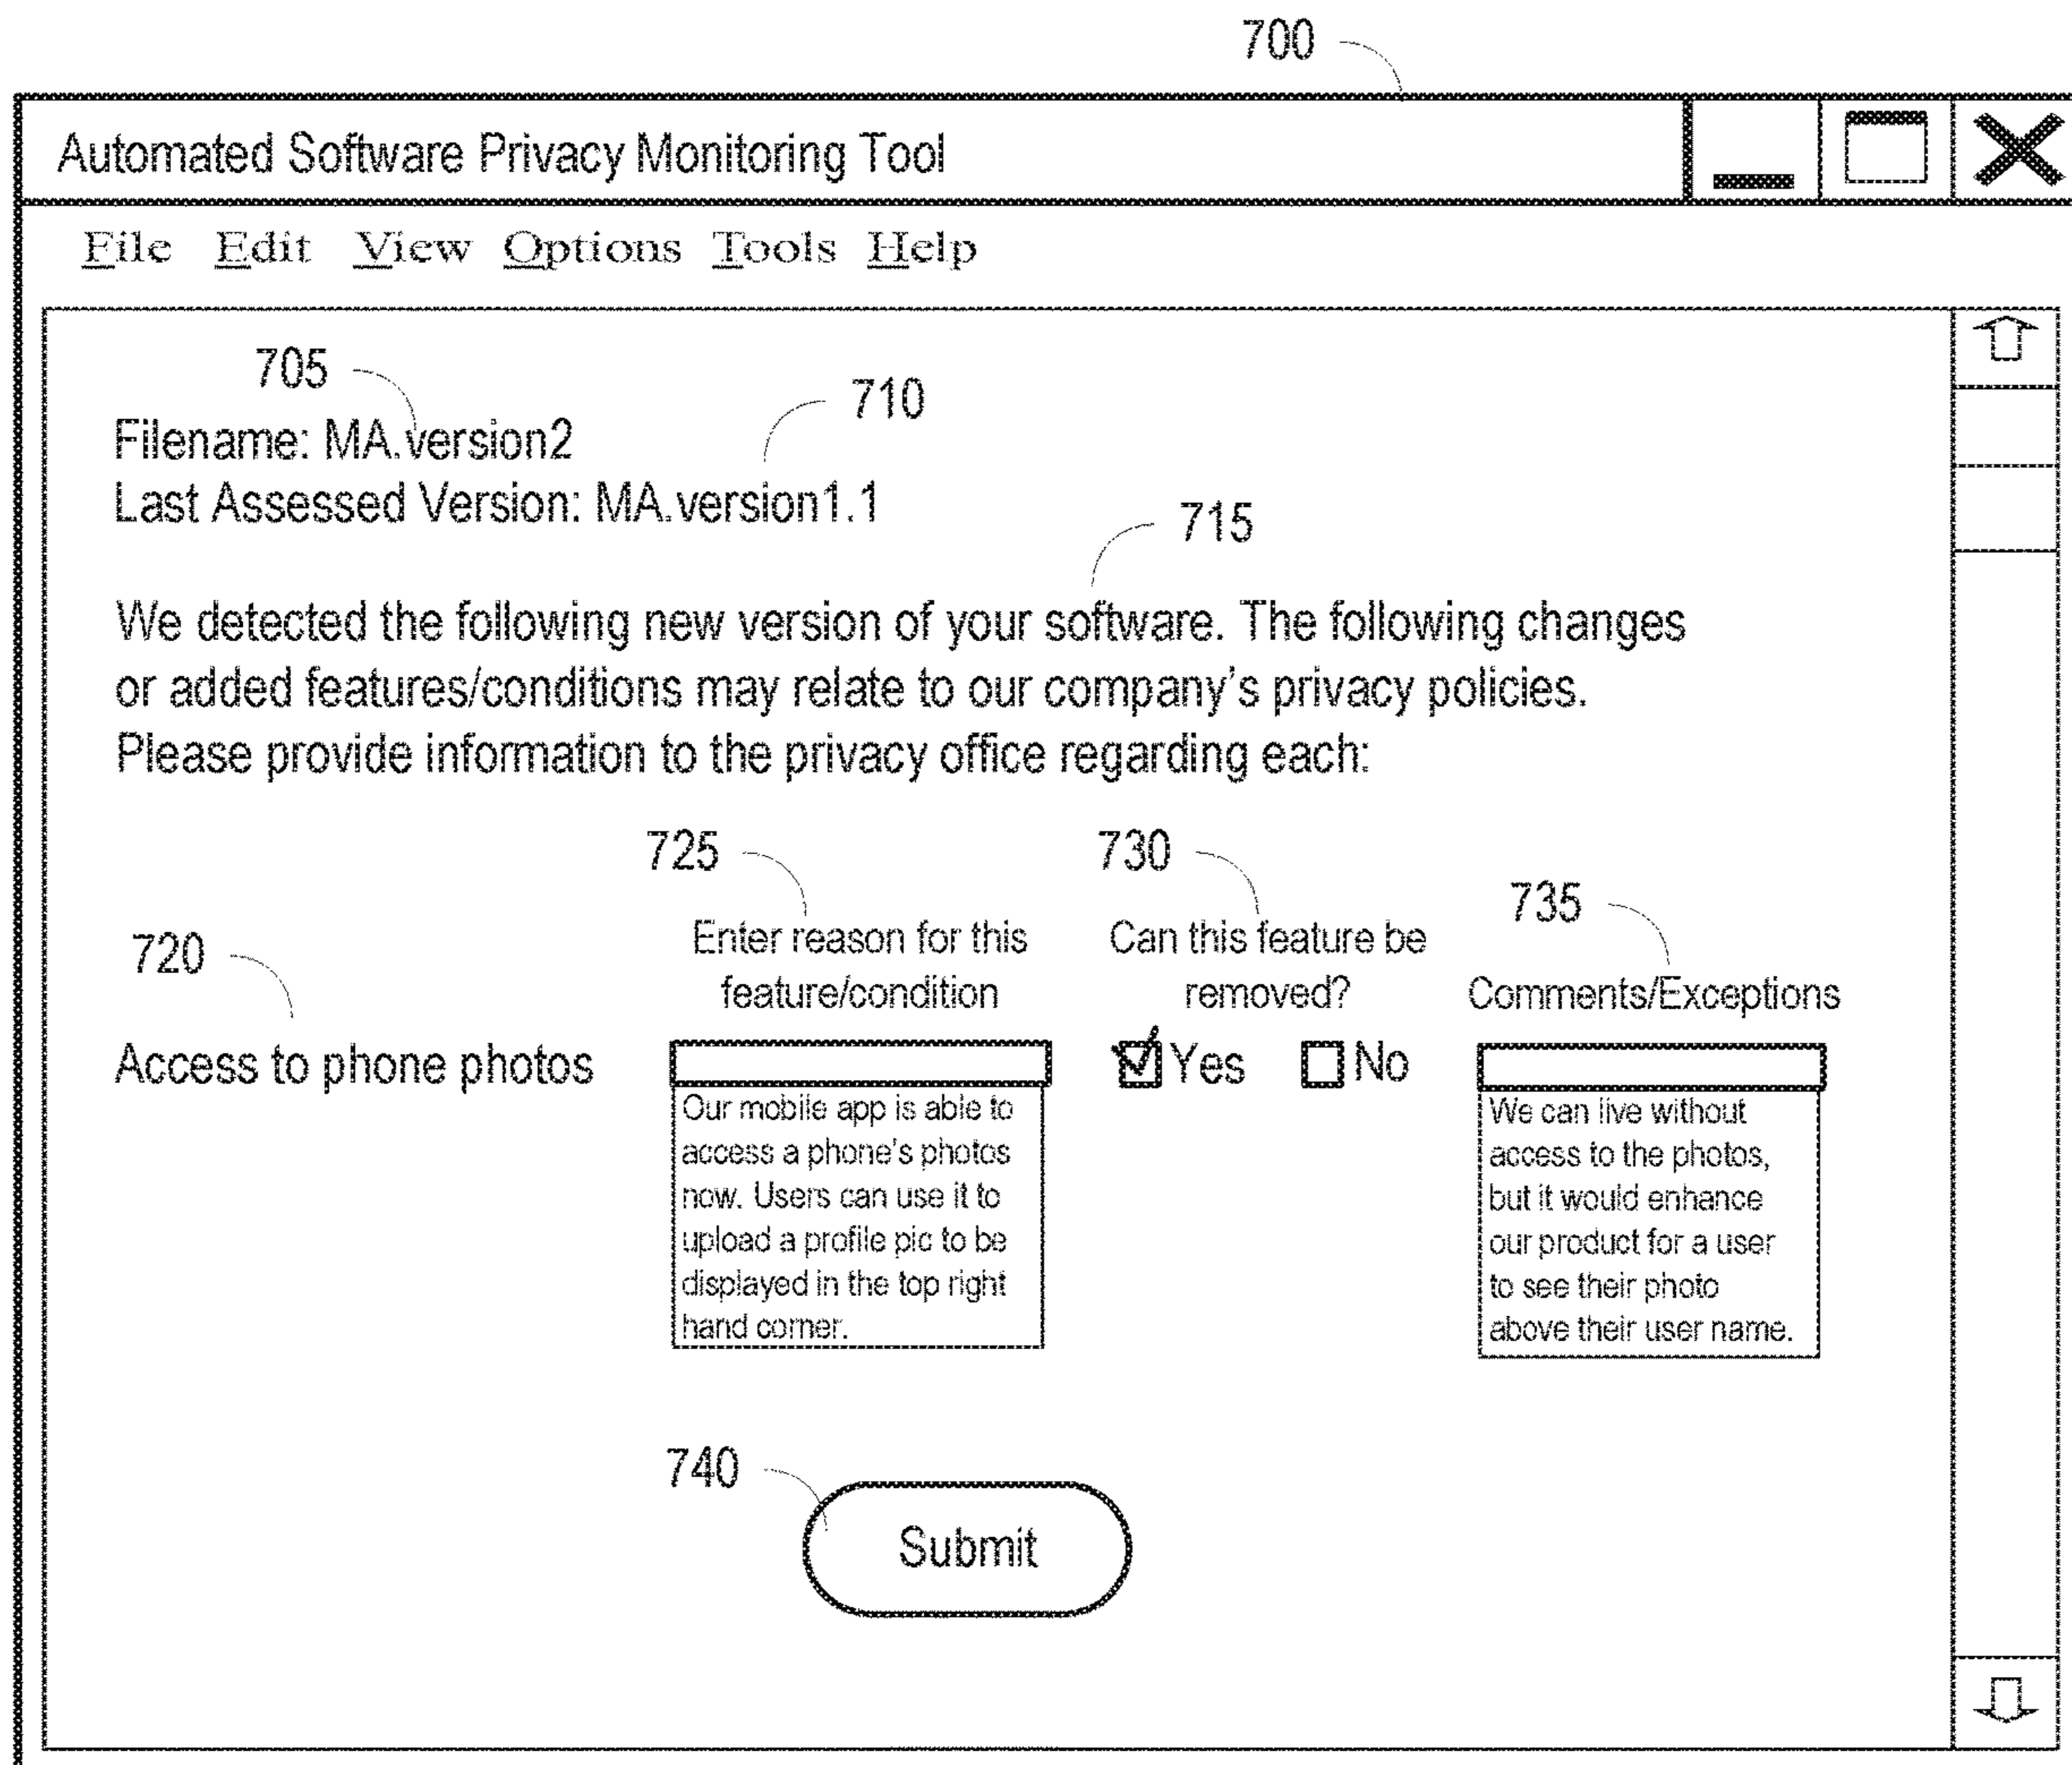 700
Automated Software Privacy Monitoring Tool
File Edit View Options Tools Help
705
710
Filename: MA.version2
Last Assessed Version: MA.version1.1
715
We detected the following new version of your software. The following changes
or added features/conditions may relate to our company's privacy policies.
Please provide information to the privacy office regarding each:
725
730
735
720
Enter reason for this
feature/condition
Can this feature be
removed?
Comments/Exceptions
Access to phone photos
Yes
No
Our mobile app is able to
access a phone's photos
now. Users can use it to
upload a profile pic to be
displayed in the top right
hand corner.
We can live without
access to the photos,
but it would enhance
our product for a user
to see their photo
above their user name.
740
Submit